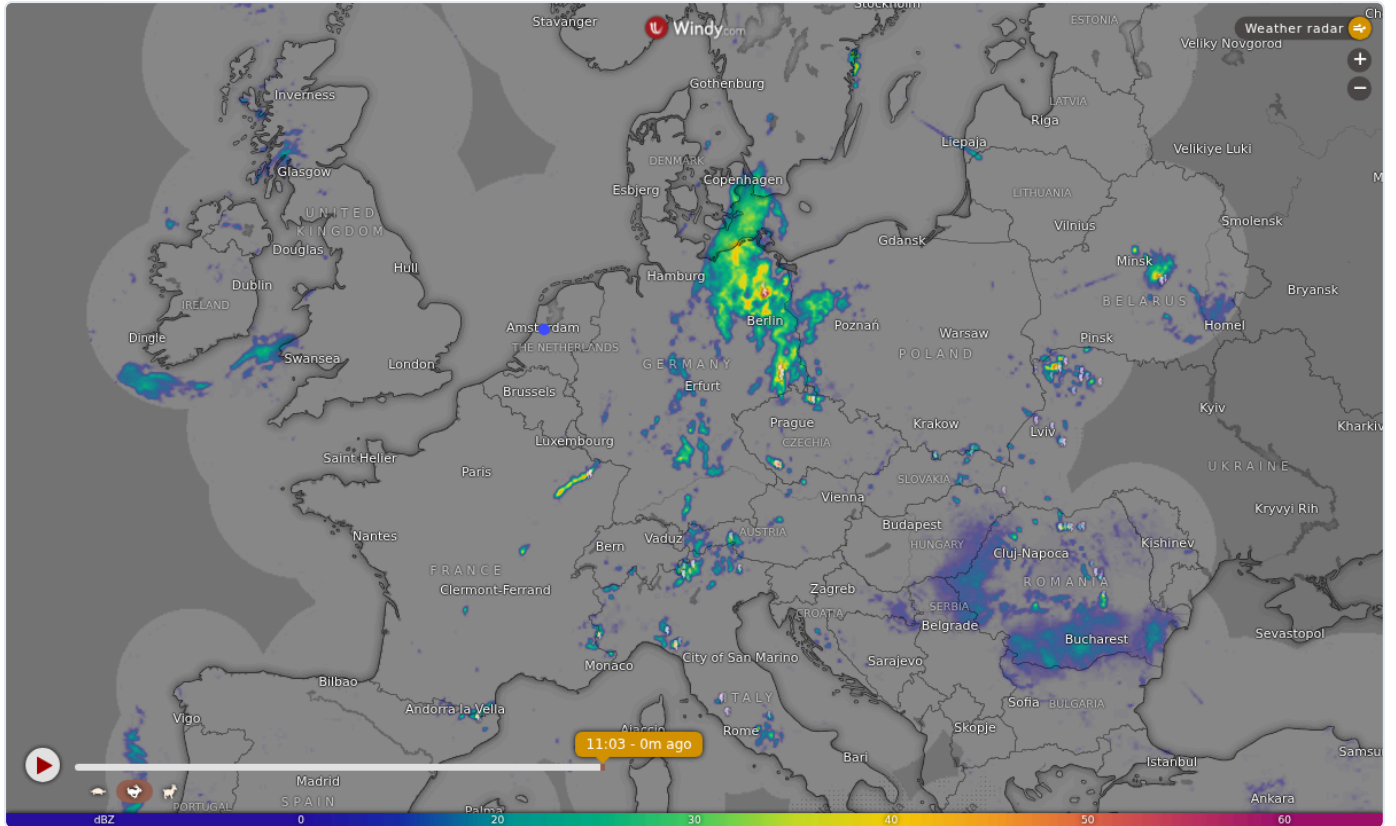 Stavanger
Stockholm
ESTONIA
Windy.com
Weather radar
Veliky Novgorod
+
−
Gothenburg
Inverness
LATVIA
Riga
Liepaja
Velikiye Luki
DENMARK
Glasgow
Copenhagen
Esbjerg
LITHUANIA
UNITED
KINGDOM
Vilnius
Smolensk
Douglas
Gdansk
Hull
Hamburg
Minsk
Dublin
Bryansk
IRELAND
BELARUS
Amsterdam
Berlin
Poznań
Homel
Dingle
Warsaw
Pinsk
THE NETHERLANDS
POLAND
Swansea
London
GERMANY
Brussels
Erfurt
Kyiv
Prague
Krakow
Lviv
Kharkiv
Luxembourg
CZECHIA
Saint Helier
Paris
UKRAINE
SLOVAKIA
Vienna
Kryvyi Rih
Budapest
Nantes
AUSTRIA
Vaduz
Bern
HUNGARY
Kishinev
Cluj-Napoca
FRANCE
ROMANIA
Clermont-Ferrand
Zagreb
SERBIA
CROATIA
Belgrade
Sevastopol
Bucharest
City of San Marino
Monaco
Sarajevo
Bilbao
ITALY
Sofia
BULGARIA
Andorra la Vella
Vigo
Rome
Ajaccio
Skopje
11:03 - 0m ago
Bari
Istanbul
Samsu
Madrid
SPAIN
Ankara
PORTUGAL
Palma
dBZ 0 20 30 40 50 60